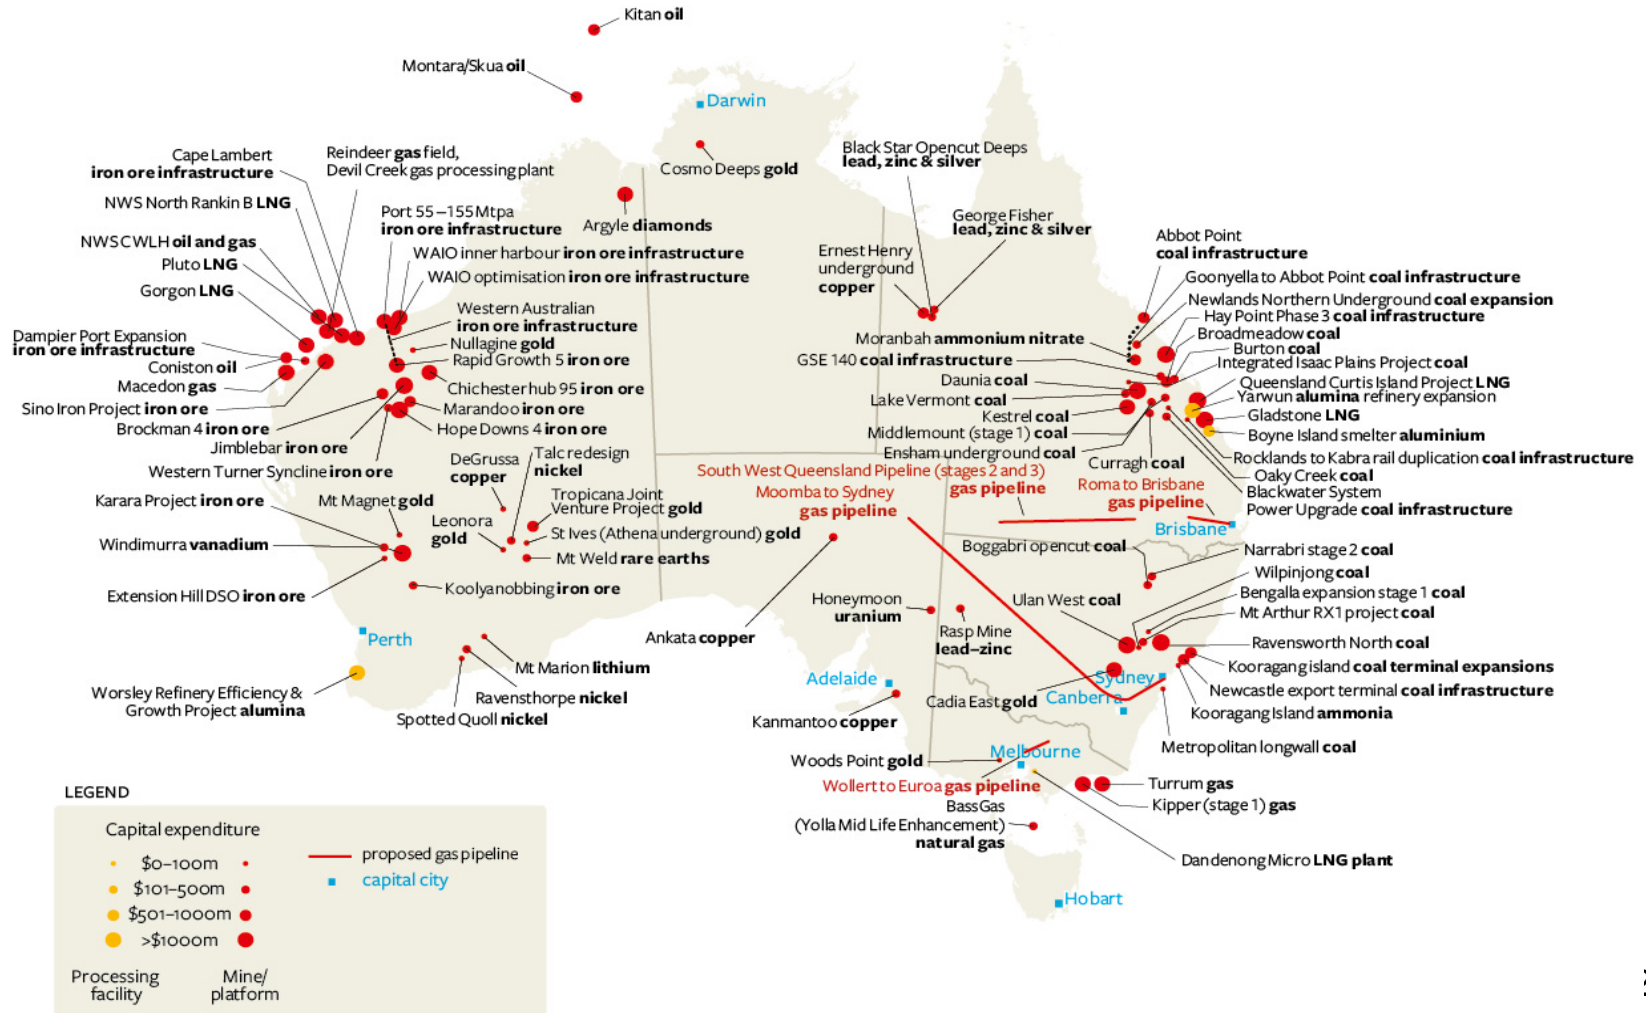 Kitan oil
Montara/Skua oil
Darwin
Cosmo Deeps gold
Argyle diamonds
Cape Lambert
iron ore infrastructure
Reindeer gas field,
Devil Creek gas processing plant
NWS North Rankin B LNG
Port 55–155Mtpa
iron ore infrastructure
NWS CWLH oil and gas
WAIO inner harbour iron ore infrastructure
Pluto LNG
WAIO optimisation iron ore infrastructure
Gorgon LNG
Western Australian
iron ore infrastructure
Dampier Port Expansion
iron ore infrastructure
Nullagine gold
Coniston oil
Rapid Growth 5 iron ore
Macedon gas
Chichester hub 95 iron ore
Sino Iron Project iron ore
Marandoo iron ore
Brockman 4 iron ore
Hope Downs 4 iron ore
Jimblebar iron ore
Western Turner Syncline iron ore
DeGrussa
copper
Talc redesign
nickel
Karara Project iron ore
Mt Magnet gold
Tropicana Joint
Venture Project gold
Leonora
gold
St Ives (Athena underground) gold
Windimurra vanadium
Mt Weld rare earths
Extension Hill DSO iron ore
Koolyanobbing iron ore
Perth
Mt Marion lithium
Ravensthorpe nickel
Spotted Quoll nickel
Worsley Refinery Efficiency &
Growth Project alumina
Black Star Opencut Deeps
lead, zinc & silver
George Fisher
lead, zinc & silver
Ernest Henry
underground
copper
Abbot Point
coal infrastructure
Goonyella to Abbot Point coal infrastructure
Newlands Northern Underground coal expansion
Hay Point Phase 3 coal infrastructure
Broadmeadow coal
Burton coal
Integrated Isaac Plains Project coal
Queensland Curtis Island Project LNG
Yarwun alumina refinery expansion
Gladstone LNG
Boyne Island smelter aluminium
Rocklands to Kabra rail duplication coal infrastructure
Oaky Creek coal
Blackwater System
Power Upgrade coal infrastructure
Moranbah ammonium nitrate
GSE 140 coal infrastructure
Daunia coal
Lake Vermont coal
Kestrel coal
Middlemount (stage 1) coal
Ensham underground coal
Curragh coal
South West Queensland Pipeline (stages 2 and 3)
gas pipeline
Moomba to Sydney
gas pipeline
Roma to Brisbane
gas pipeline
Brisbane
Boggabri opencut coal
Narrabri stage 2 coal
Wilpinjong coal
Bengalla expansion stage 1 coal
Mt Arthur RX1 project coal
Ulan West coal
Ravensworth North coal
Kooragang island coal terminal expansions
Newcastle export terminal coal infrastructure
Kooragang Island ammonia
Metropolitan longwall coal
Honeymoon
uranium
Rasp Mine
lead–zinc
Ankata copper
Adelaide
Kanmantoo copper
Cadia East gold
Sydney
Canberra
Woods Point gold
Melbourne
Wollert to Euroa gas pipeline
Turrum gas
Kipper (stage 1) gas
BassGas
(Yolla Mid Life Enhancement)
natural gas
Dandenong Micro LNG plant
Hobart
LEGEND
Capital expenditure
$0–100m
$101–500m
$501–1000m
>$1000m
Processing
facility
Mine/
platform
proposed gas pipeline
capital city